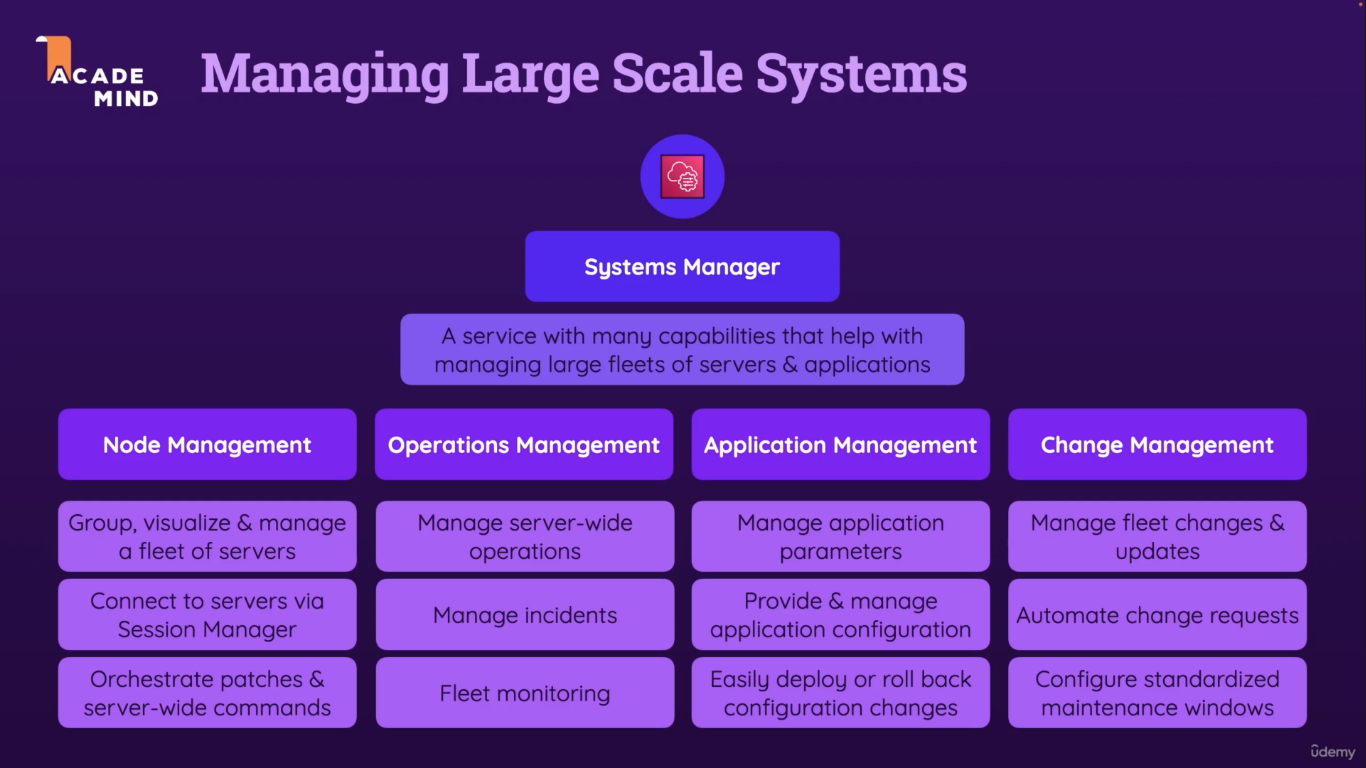 ACADE
MIND
Managing Large Scale Systems
Systems Manager
A service with many capabilities that help with
managing large fleets of servers & applications
Node Management
Group, visualize & manage
a fleet of servers
Connect to servers via
Session Manager
Orchestrate patches &
server-wide commands
Operations Management
Manage server-wide
operations
Manage incidents
Fleet monitoring
Application Management
Manage application
parameters
Provide & manage
application configuration
Easily deploy or roll back
configuration changes
Change Management
Manage fleet changes &
updates
Automate change requests
Configure standardized
maintenance windows
udemy